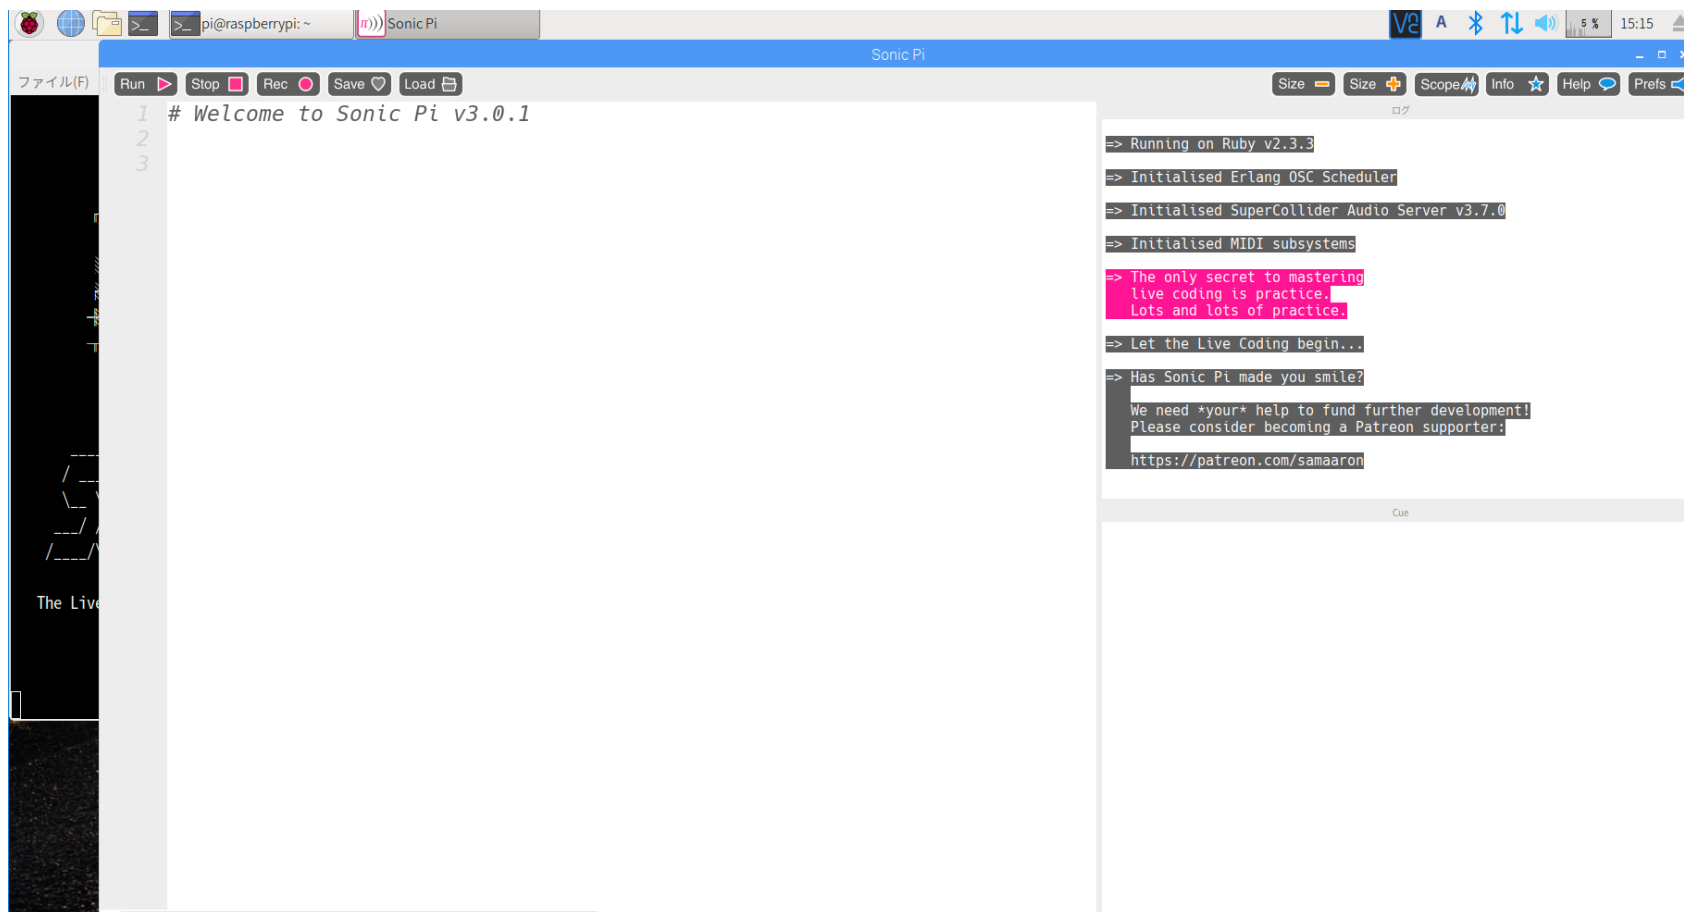 pi@raspberrypi: ~
Sonic Pi
A
5 %
15:15
Sonic Pi
ファイル(F)
Run
Stop
Rec
Save
Load
Size
Size
Scope
Info
Help
Prefs
1 # Welcome to Sonic Pi v3.0.1
2
3
ログ
=> Running on Ruby v2.3.3
=> Initialised Erlang OSC Scheduler
=> Initialised SuperCollider Audio Server v3.7.0
=> Initialised MIDI subsystems
=> The only secret to mastering
live coding is practice.
Lots and lots of practice.
=> Let the Live Coding begin...
=> Has Sonic Pi made you smile?
We need *your* help to fund further development!
Please consider becoming a Patreon supporter:
https://patreon.com/samaaron
Cue
The Live